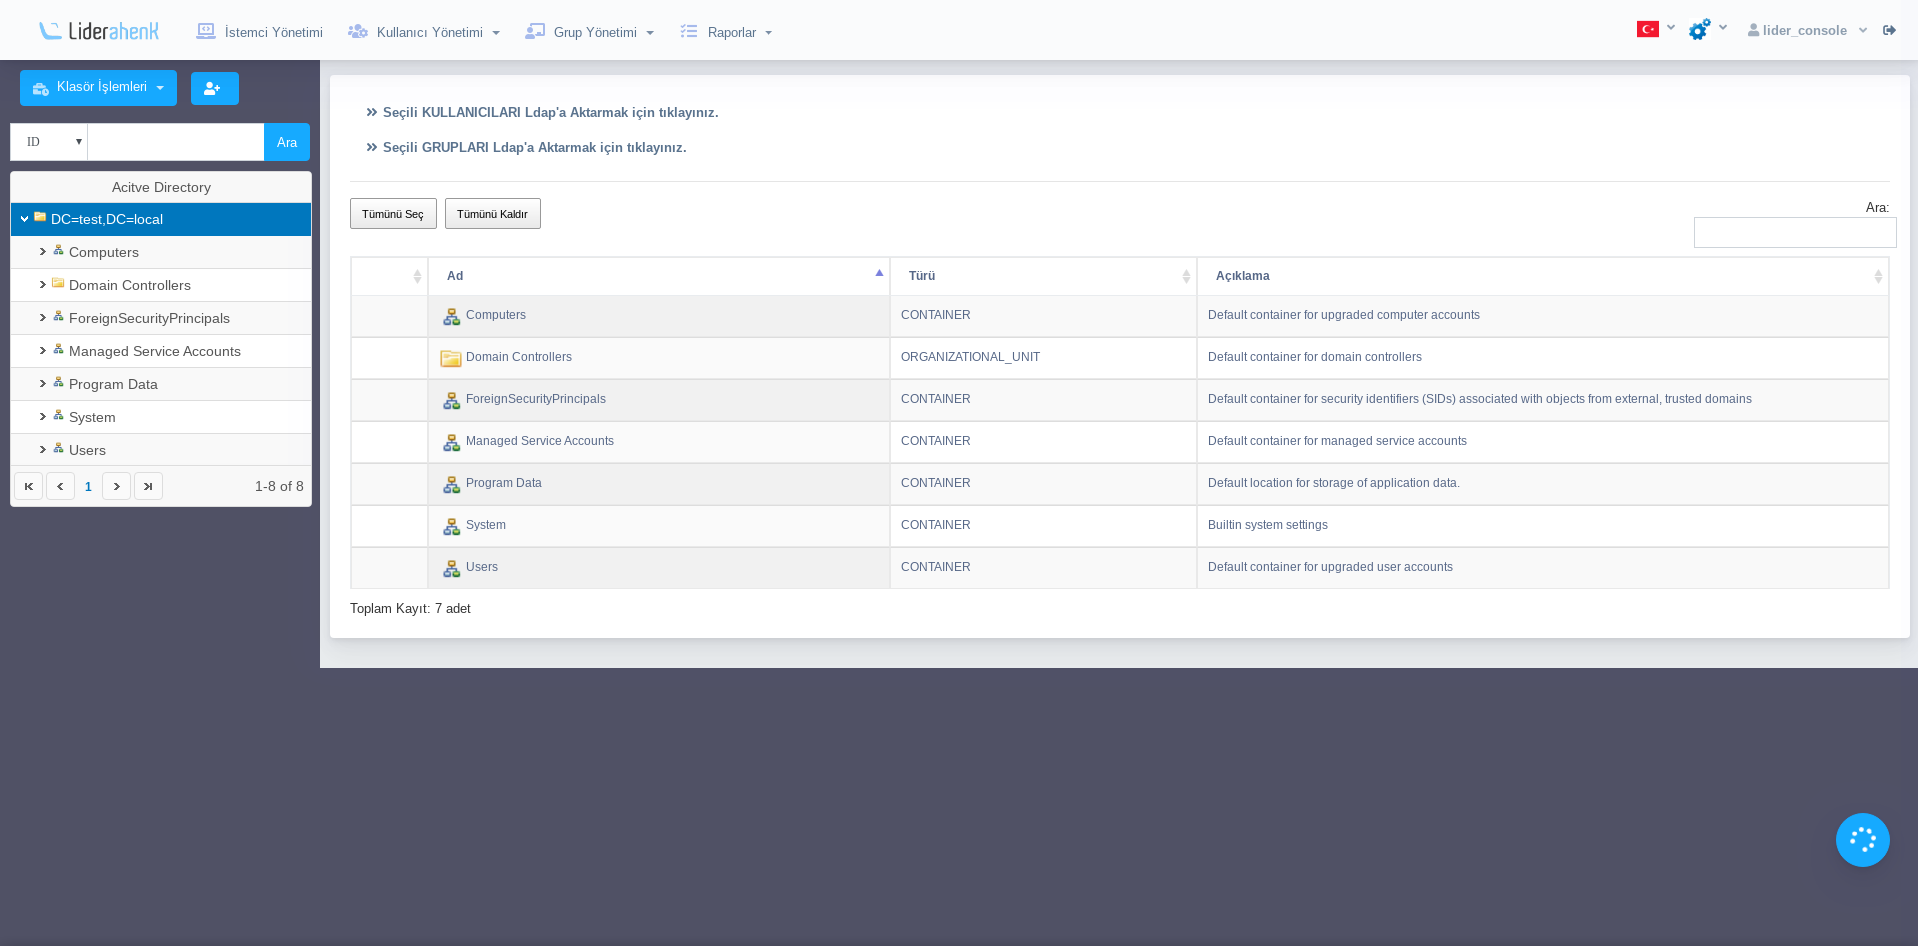 Liderahenk
İstemci Yönetimi
Kullanıcı Yönetimi
Grup Yönetimi
Raporlar
lider_console
Klasör İşlemleri
ID
Ara
Acitve Directory
DC=test,DC=local
Computers
Domain Controllers
ForeignSecurityPrincipals
Managed Service Accounts
Program Data
System
Users
1
1-8 of 8
Seçili KULLANICILARI Ldap'a Aktarmak için tıklayınız.
Seçili GRUPLARI Ldap'a Aktarmak için tıklayınız.
Tümünü Seç
Tümünü Kaldır
Ara:
Ad Türü Açıklama
Computers CONTAINER Default container for upgraded computer accounts
Domain Controllers ORGANIZATIONAL_UNIT Default container for domain controllers
ForeignSecurityPrincipals CONTAINER Default container for security identifiers (SIDs) associated with objects from external, trusted domains
Managed Service Accounts CONTAINER Default container for managed service accounts
Program Data CONTAINER Default location for storage of application data.
System CONTAINER Builtin system settings
Users CONTAINER Default container for upgraded user accounts
Toplam Kayıt: 7 adet